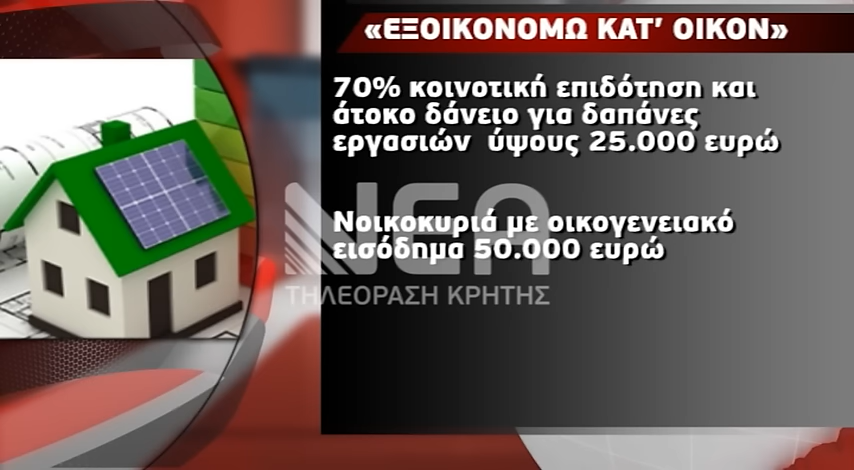 «ΕΞΟΙΚΟΝΟΜΩ ΚΑΤ’ ΟΙΚΟΝ»
70% κοινοτική επιδότηση και
άτοκο δάνειο για δαπάνες
εργασιών ύψους 25.000 ευρώ
Νοικοκυριά με οικογενειακό
εισόδημα 50.000 ευρώ
ΝΕΑ
ΤΗΛΕΟΡΑΣΗ ΚΡΗΤΗΣ